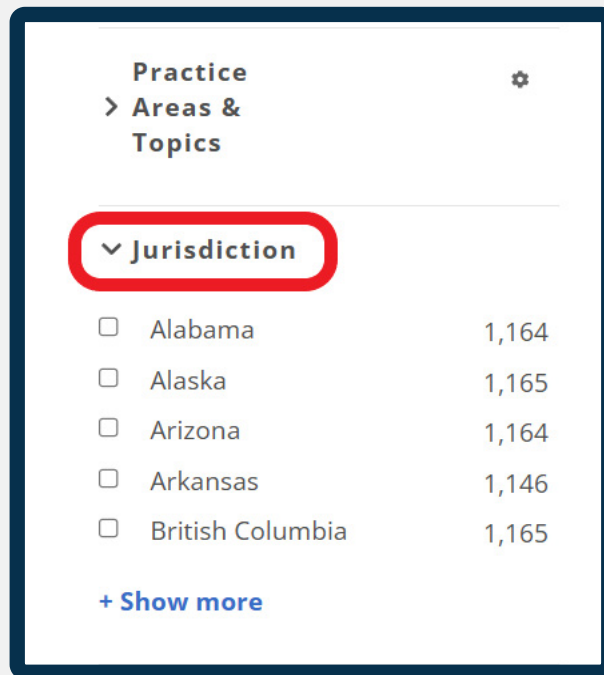 Practice
Areas &
Topics
Jurisdiction
Alabama 1,164
Alaska 1,165
Arizona 1,164
Arkansas 1,146
British Columbia 1,165
+ Show more